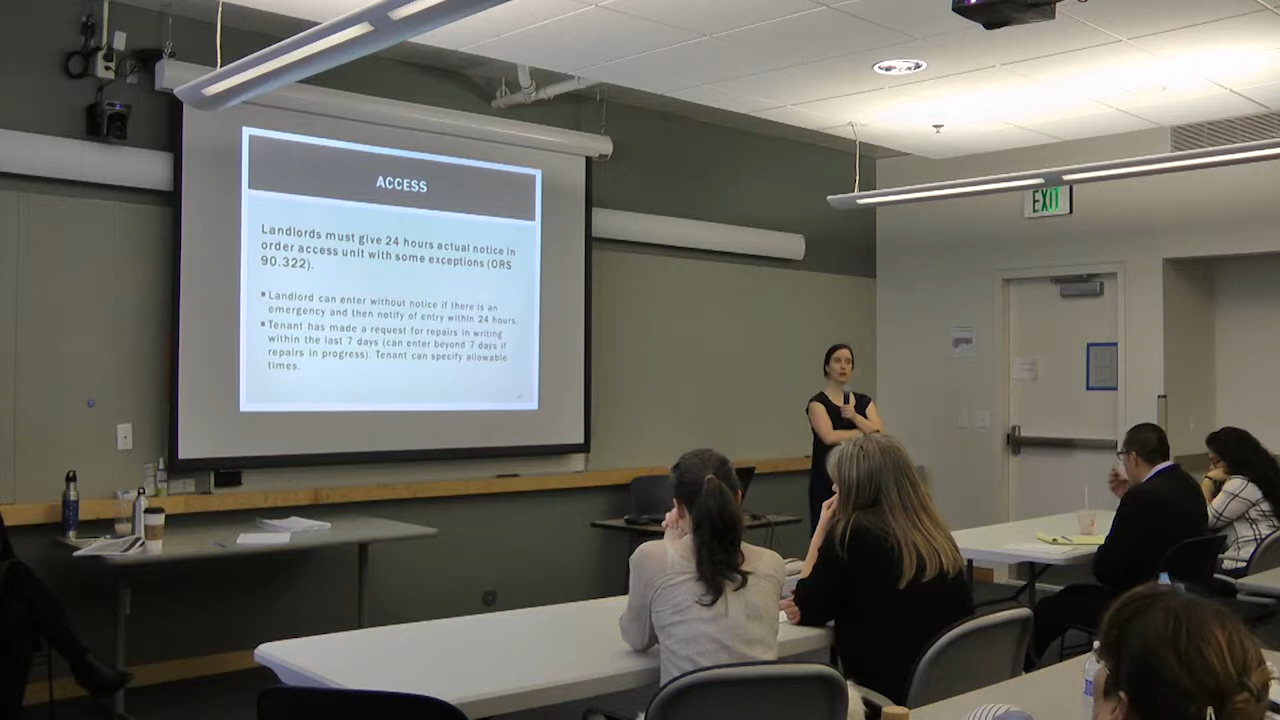 ACCESS
Landlords must give 24 hours actual notice in
order access unit with some exceptions (ORS
90.322).
▪ Landlord can enter without notice if there is an
emergency and then notify of entry within 24 hours.
▪ Tenant has made a request for repairs in writing
within the last 7 days (can enter beyond 7 days if
repairs in progress). Tenant can specify allowable
times.
EXIT